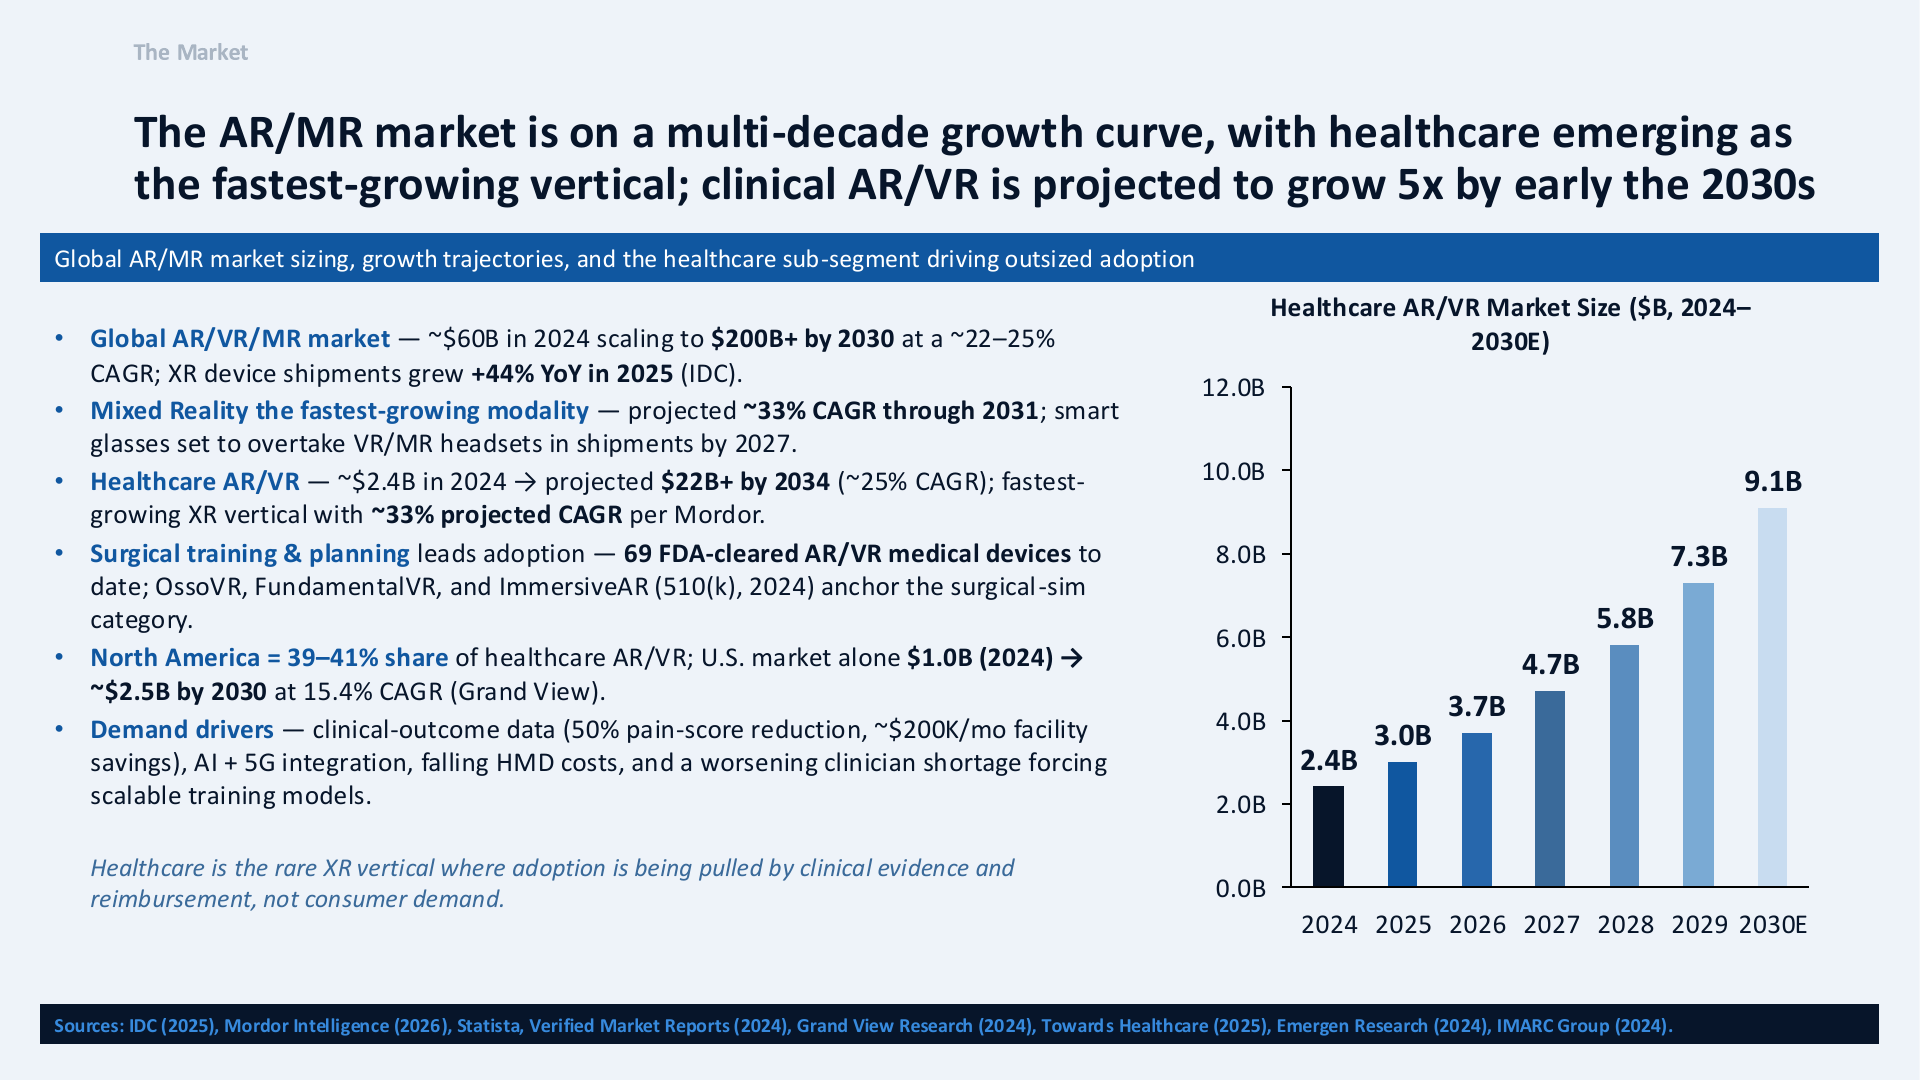 The Market
The AR/MR market is on a multi-decade growth curve, with healthcare emerging as
the fastest-growing vertical; clinical AR/VR is projected to grow 5x by early the 2030s
Global AR/MR market sizing, growth trajectories, and the healthcare sub-segment driving outsized adoption
• Global AR/VR/MR market — ~$60B in 2024 scaling to $200B+ by 2030 at a ~22–25%
CAGR; XR device shipments grew +44% YoY in 2025 (IDC).
• Mixed Reality the fastest-growing modality — projected ~33% CAGR through 2031; smart
glasses set to overtake VR/MR headsets in shipments by 2027.
• Healthcare AR/VR — ~$2.4B in 2024 → projected $22B+ by 2034 (~25% CAGR); fastest-
growing XR vertical with ~33% projected CAGR per Mordor.
• Surgical training & planning leads adoption — 69 FDA-cleared AR/VR medical devices to
date; OssoVR, FundamentalVR, and ImmersiveAR (510(k), 2024) anchor the surgical-sim
category.
• North America = 39–41% share of healthcare AR/VR; U.S. market alone $1.0B (2024) →
~$2.5B by 2030 at 15.4% CAGR (Grand View).
• Demand drivers — clinical-outcome data (50% pain-score reduction, ~$200K/mo facility
savings), AI + 5G integration, falling HMD costs, and a worsening clinician shortage forcing
scalable training models.
Healthcare is the rare XR vertical where adoption is being pulled by clinical evidence and
reimbursement, not consumer demand.
Healthcare AR/VR Market Size ($B, 2024–
2030E)
12.0B
10.0B
8.0B
6.0B
4.0B
2.0B
0.0B
2.4B
3.0B
3.7B
4.7B
5.8B
7.3B
9.1B
2024 2025 2026 2027 2028 2029 2030E
Sources: IDC (2025), Mordor Intelligence (2026), Statista, Verified Market Reports (2024), Grand View Research (2024), Towards Healthcare (2025), Emergen Research (2024), IMARC Group (2024).